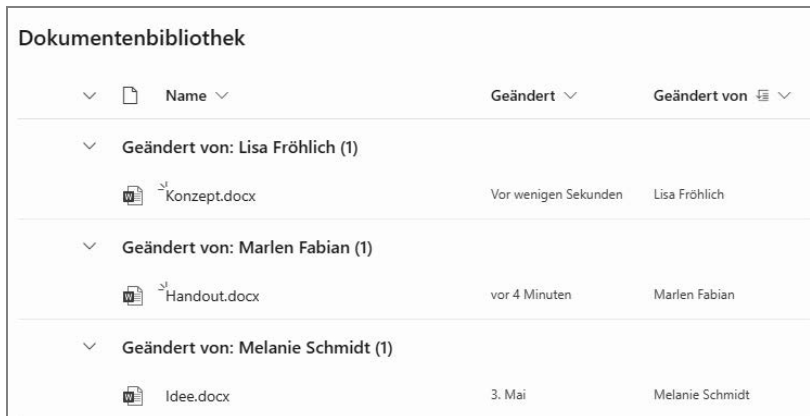 Dokumentenbibliothek
Name Geändert Geändert von
Geändert von: Lisa Fröhlich (1)
Konzept.docx Vor wenigen Sekunden Lisa Fröhlich
Geändert von: Marlen Fabian (1)
Handout.docx vor 4 Minuten Marlen Fabian
Geändert von: Melanie Schmidt (1)
Idee.docx 3. Mai Melanie Schmidt